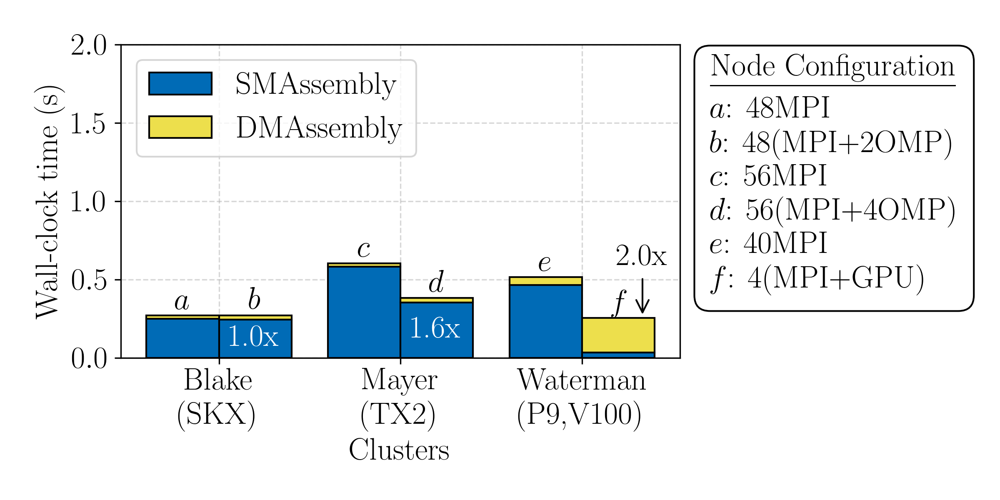 2.0
1.5
1.0
0.5
0.0
Wall-clock time (s)
SMAssembly
DMAssembly
a
b
1.0x
c
d
1.6x
e
f
2.0x
Blake
(SKX)
Mayer
(TX2)
Waterman
(P9,V100)
Clusters
Node Configuration
a: 48MPI
b: 48(MPI+2OMP)
c: 56MPI
d: 56(MPI+4OMP)
e: 40MPI
f: 4(MPI+GPU)